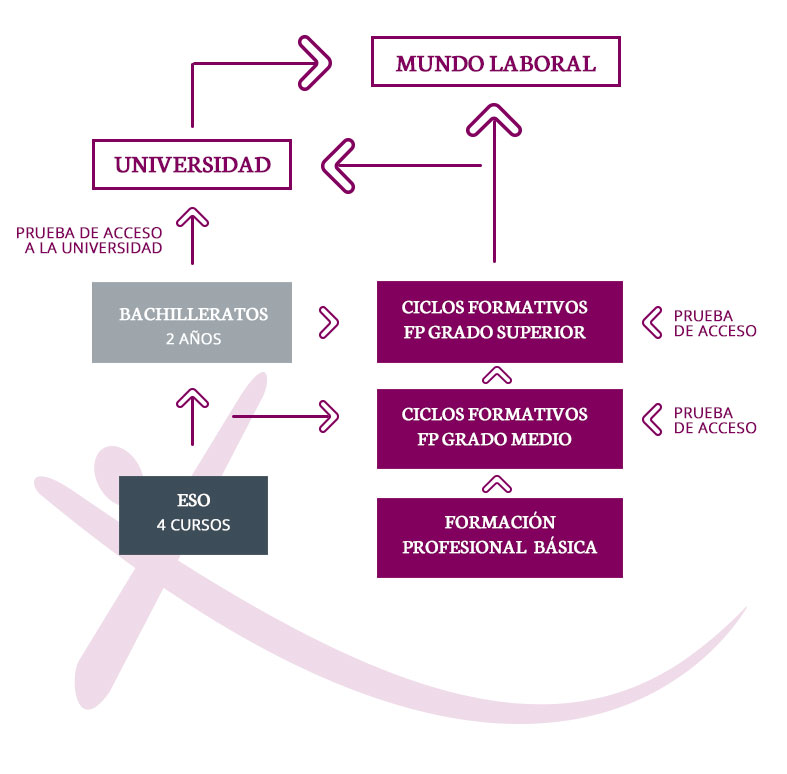 MUNDO LABORAL
UNIVERSIDAD
PRUEBA DE ACCESO
A LA UNIVERSIDAD
BACHILLERATOS
2 AÑOS
CICLOS FORMATIVOS
FP GRADO SUPERIOR
PRUEBA
DE ACCESO
CICLOS FORMATIVOS
FP GRADO MEDIO
PRUEBA
DE ACCESO
ESO
4 CURSOS
FORMACIÓN
PROFESIONAL BÁSICA